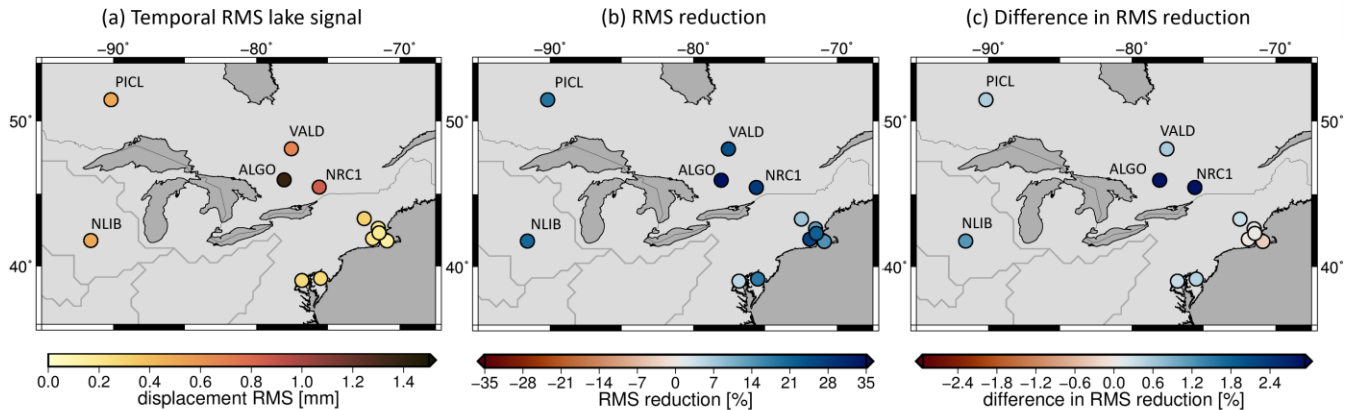 (a) Temporal RMS lake signal
(b) RMS reduction
(c) Difference in RMS reduction
−90˚ −80˚ −70˚
−90˚ −80˚ −70˚
−90˚ −80˚ −70˚
PICL
VALD
ALGO
NRC1
NLIB
50˚
40˚
PICL
VALD
ALGO
NRC1
NLIB
PICL
VALD
ALGO
NRC1
NLIB
50˚
40˚
0.0 0.2 0.4 0.6 0.8 1.0 1.2 1.4
displacement RMS [mm]
−35 −28 −21 −14 −7 0 7 14 21 28 35
RMS reduction [%]
−2.4 −1.8 −1.2 −0.6 0.0 0.6 1.2 1.8 2.4
difference in RMS reduction [%]